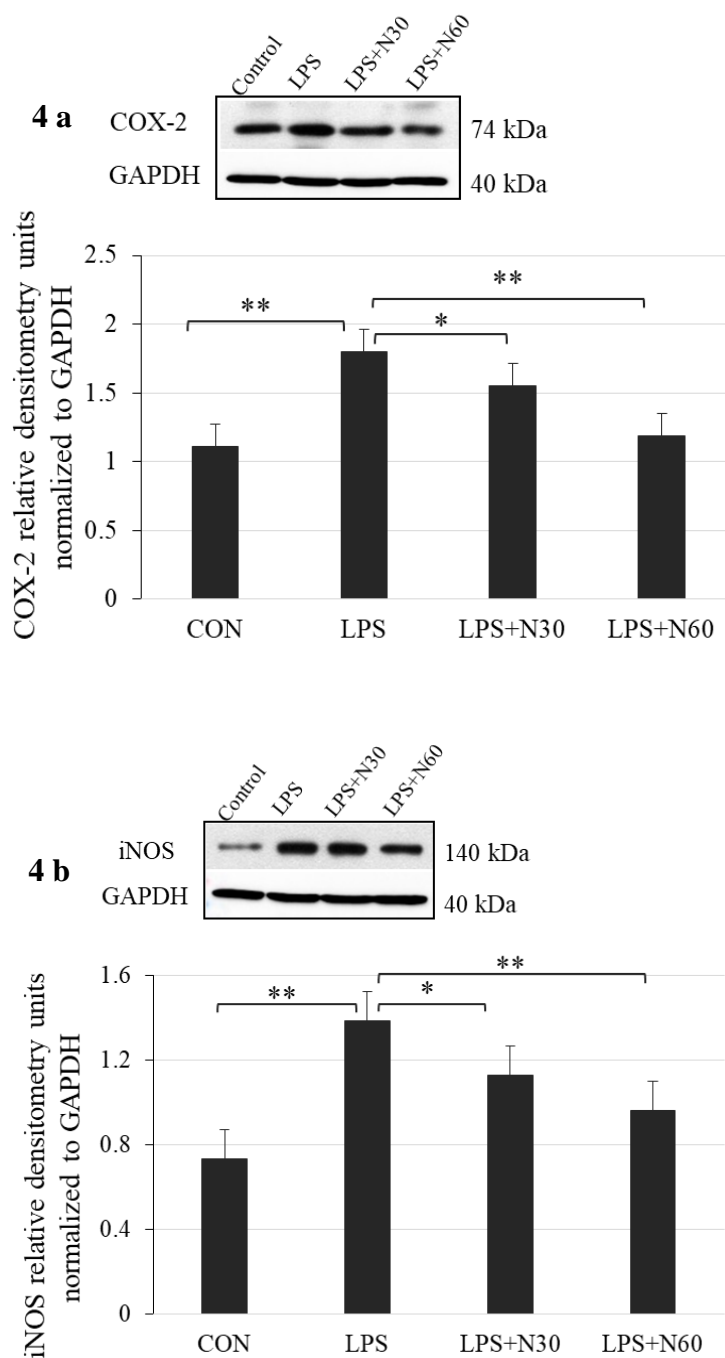 Control LPS LPS+N30 LPS+N60
4 a
COX-2 74 kDa
GAPDH 40 kDa
COX-2 relative densitometry units
normalized to GAPDH
2.5
2
1.5
1
0.5
0
** * **
CON LPS LPS+N30 LPS+N60
Control LPS LPS+N30 LPS+N60
4 b
iNOS 140 kDa
GAPDH 40 kDa
iNOS relative densitometry units
normalized to GAPDH
1.6
1.2
0.8
0.4
0
** * **
CON LPS LPS+N30 LPS+N60